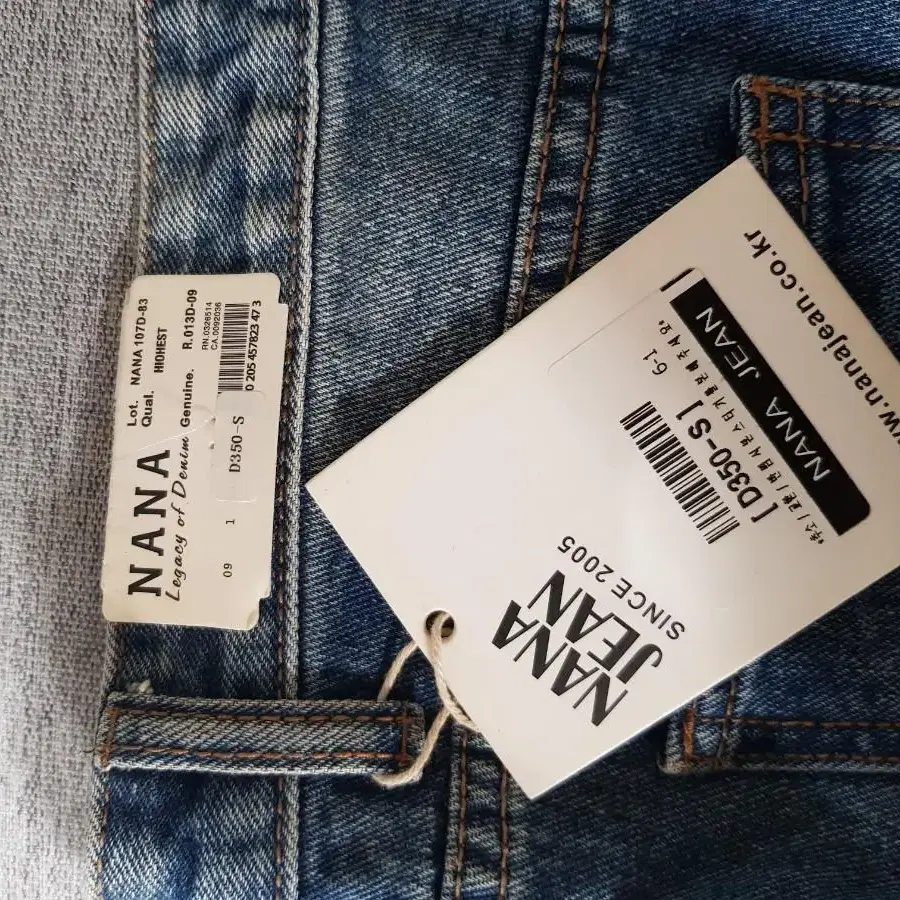 NANA
Legacy of Denim
Lot. NANA 107D-83
Qual. HIGHEST
Genuine. R. 013D-09
RN.0326514
CA.0092036
0 205 457823 47 3
D350-S
09 1
NANA
JEAN
SINCE 2005
NANA JEAN
[ D350-S ]
6-1
www.nanajean.co.kr